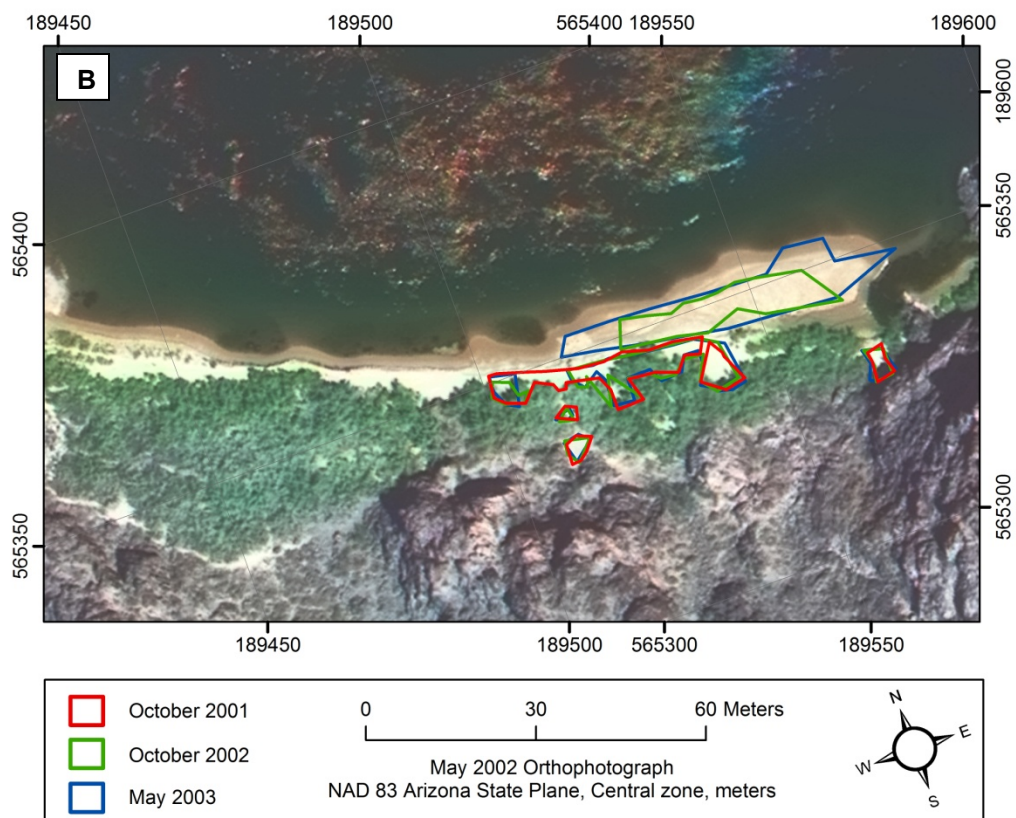 189450
189500
565400
189550
189600
B
189600
565350
565400
565300
565350
189450
189500
565300
189550
October 2001
October 2002
May 2003
0
30
60 Meters
May 2002 Orthophotograph
NAD 83 Arizona State Plane, Central zone, meters
N
E
W
S